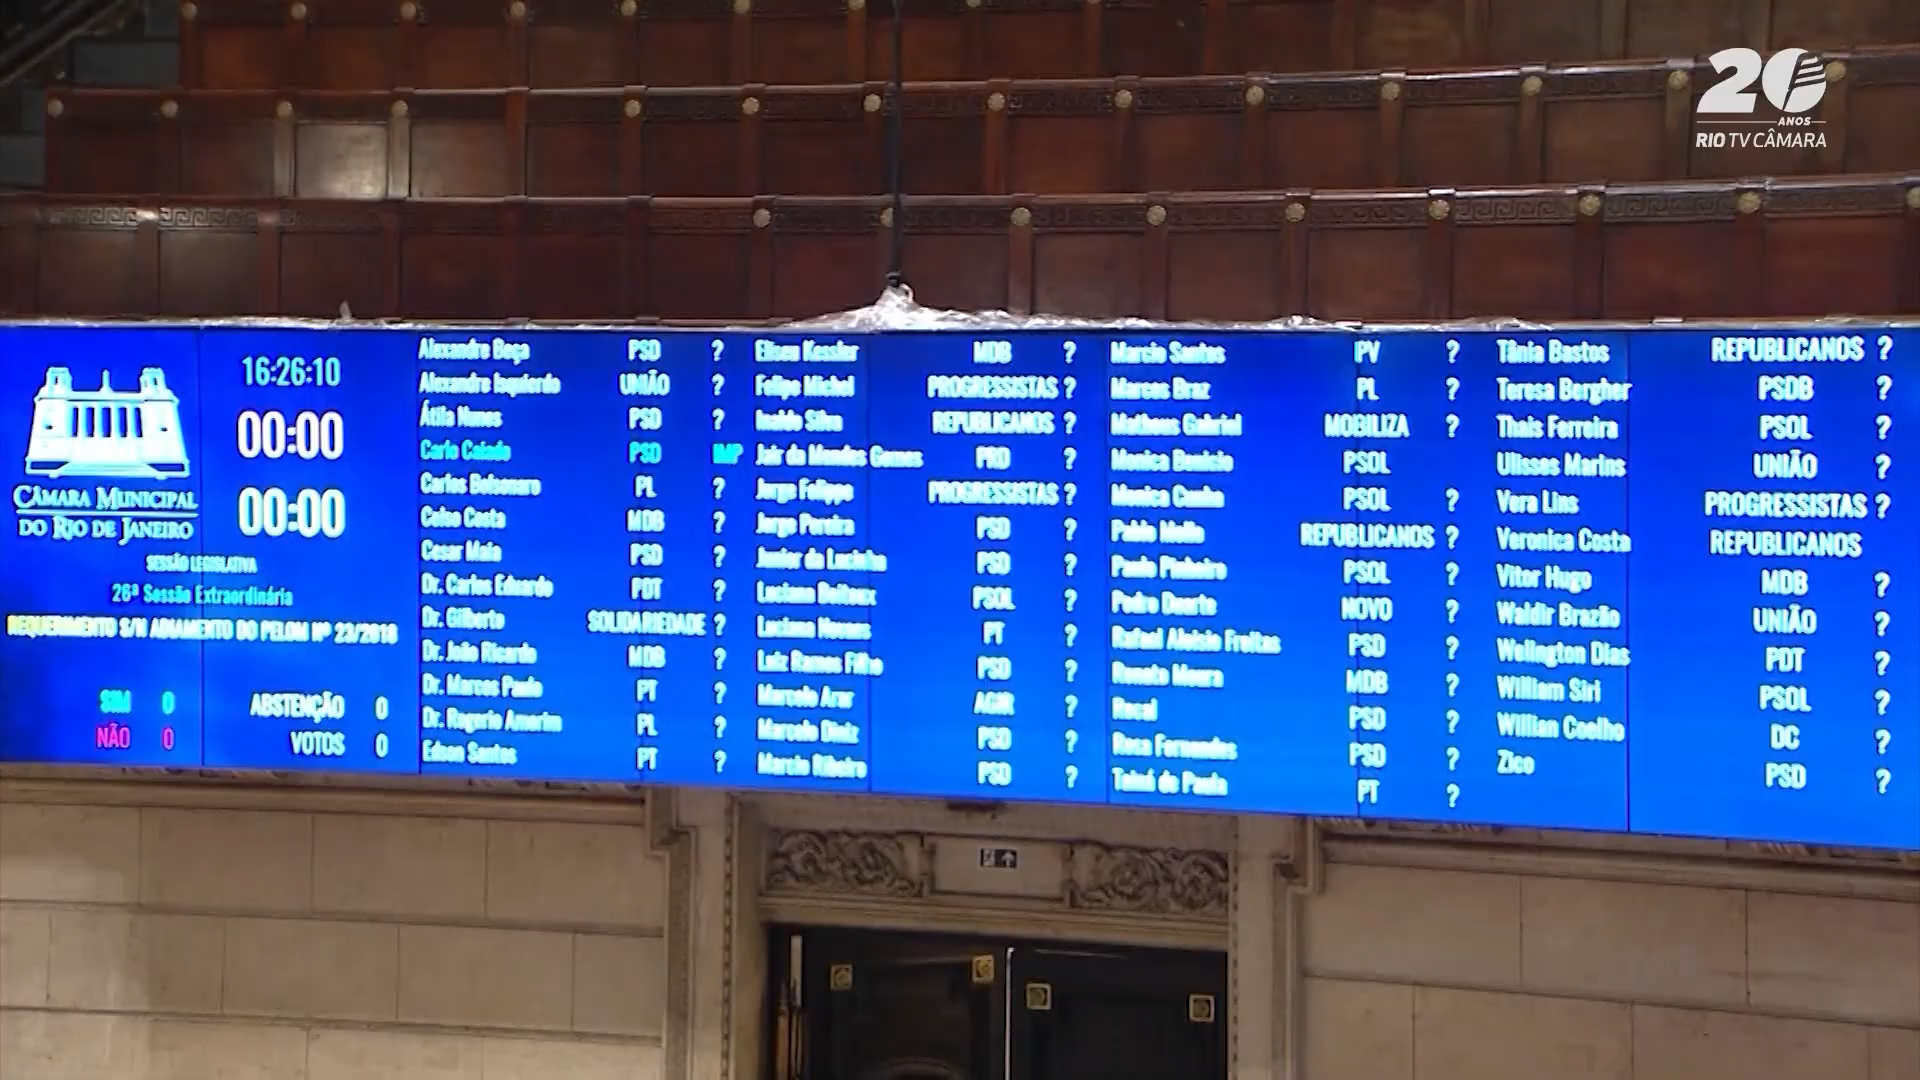 20
ANOS
RIO TV CÂMARA
CÂMARA MUNICIPAL
DO RIO DE JANEIRO
16:26:10
00:00
00:00
SESSÃO LEGISLATIVA
26ª Sessão Extraordinária
REQUERIMENTO S/N ADIAMENTO DO PELOM Nº 23/2018
SIM 0
NÃO 0
ABSTENÇÃO 0
VOTOS 0
Alexandre Beça PSD ?
Alexandre Isquierdo UNIÃO ?
Átila Nunes PSD ?
Carlo Caiado PSD IMP
Carlos Bolsonaro PL ?
Celso Costa MDB ?
Cesar Maia PSD ?
Dr. Carlos Eduardo PDT ?
Dr. Gilberto SOLIDARIEDADE ?
Dr. João Ricardo MDB ?
Dr. Marcos Paulo PT ?
Dr. Rogerio Amorim PL ?
Edson Santos PT ?
Eliseu Kessler MDB ?
Felipe Michel PROGRESSISTAS ?
Inaldo Silva REPUBLICANOS ?
Jair da Mendes Gomes PRD ?
Jorge Felippe PROGRESSISTAS ?
Jorge Pereira PSD ?
Junior da Lucinha PSD ?
Luciana Boiteux PSOL ?
Luciana Novaes PT ?
Luiz Ramos Filho PSD ?
Marcelo Arar AGIR ?
Marcelo Diniz PSD ?
Marcio Ribeiro PSD ?
Marcio Santos PV ?
Marcos Braz PL ?
Matheus Gabriel MOBILIZA ?
Monica Benicio PSOL
Monica Cunha PSOL ?
Pablo Mello REPUBLICANOS ?
Paulo Pinheiro PSOL ?
Pedro Duarte NOVO ?
Rafael Aloisio Freitas PSD ?
Renato Moura MDB ?
Rocal PSD ?
Rosa Fernandes PSD ?
Tainá de Paula PT ?
Tânia Bastos REPUBLICANOS ?
Teresa Bergher PSDB ?
Thais Ferreira PSOL ?
Ulisses Marins UNIÃO ?
Vera Lins PROGRESSISTAS ?
Veronica Costa REPUBLICANOS
Vitor Hugo MDB ?
Waldir Brazão UNIÃO ?
Welington Dias PDT ?
William Siri PSOL ?
Willian Coelho DC ?
Zico PSD ?